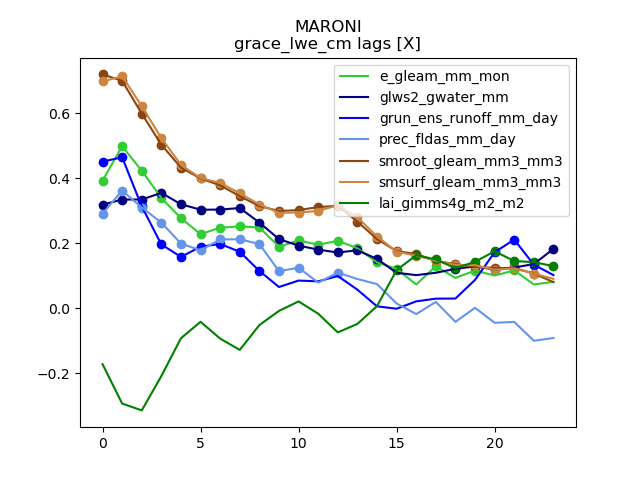 MARONI
grace_lwe_cm lags [X]
e_gleam_mm_mon
glws2_gwater_mm
grun_ens_runoff_mm_day
prec_fldas_mm_day
smroot_gleam_mm3_mm3
smsurf_gleam_mm3_mm3
lai_gimms4g_m2_m2
0.6
0.4
0.2
0.0
−0.2
0
5
10
15
20